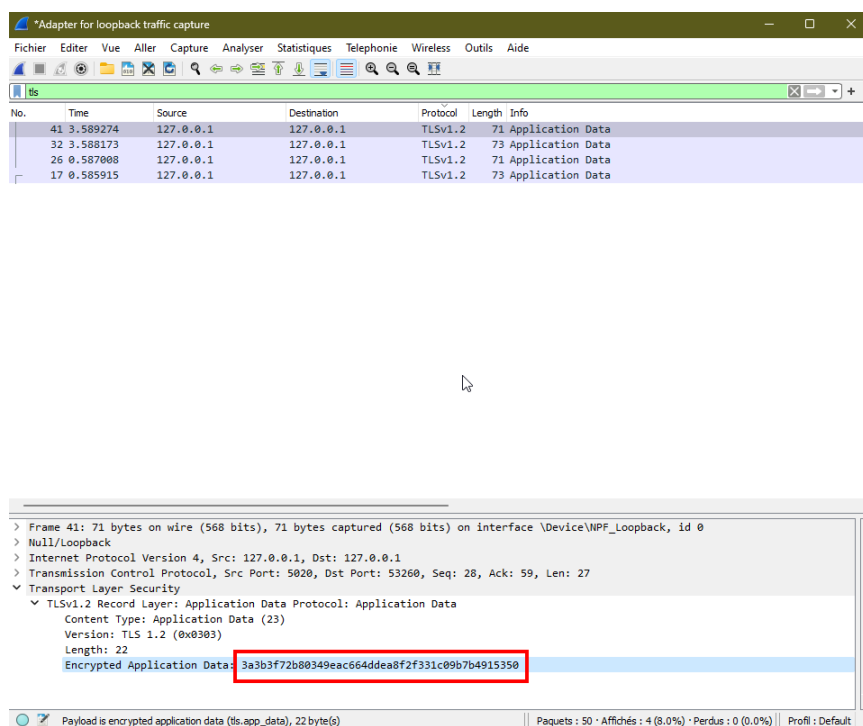 *Adapter for loopback traffic capture
Fichier Editer Vue Aller Capture Analyser Statistiques Telephonie Wireless Outils Aide
tls
No. Time Source Destination Protocol Length Info
41 3.589274 127.0.0.1 127.0.0.1 TLSv1.2 71 Application Data
32 3.588173 127.0.0.1 127.0.0.1 TLSv1.2 73 Application Data
26 0.587008 127.0.0.1 127.0.0.1 TLSv1.2 71 Application Data
17 0.585915 127.0.0.1 127.0.0.1 TLSv1.2 73 Application Data
> Frame 41: 71 bytes on wire (568 bits), 71 bytes captured (568 bits) on interface \Device\NPF_Loopback, id 0
> Null/Loopback
> Internet Protocol Version 4, Src: 127.0.0.1, Dst: 127.0.0.1
> Transmission Control Protocol, Src Port: 5020, Dst Port: 53260, Seq: 28, Ack: 59, Len: 27
Transport Layer Security
TLSv1.2 Record Layer: Application Data Protocol: Application Data
Content Type: Application Data (23)
Version: TLS 1.2 (0x0303)
Length: 22
Encrypted Application Data: 3a3b3f72b80349eac664ddea8f2f331c09b7b4915350
Payload is encrypted application data (tls.app_data), 22 byte(s) Paquets : 50 · Affichés : 4 (8.0%) · Perdus : 0 (0.0%) Profil : Default